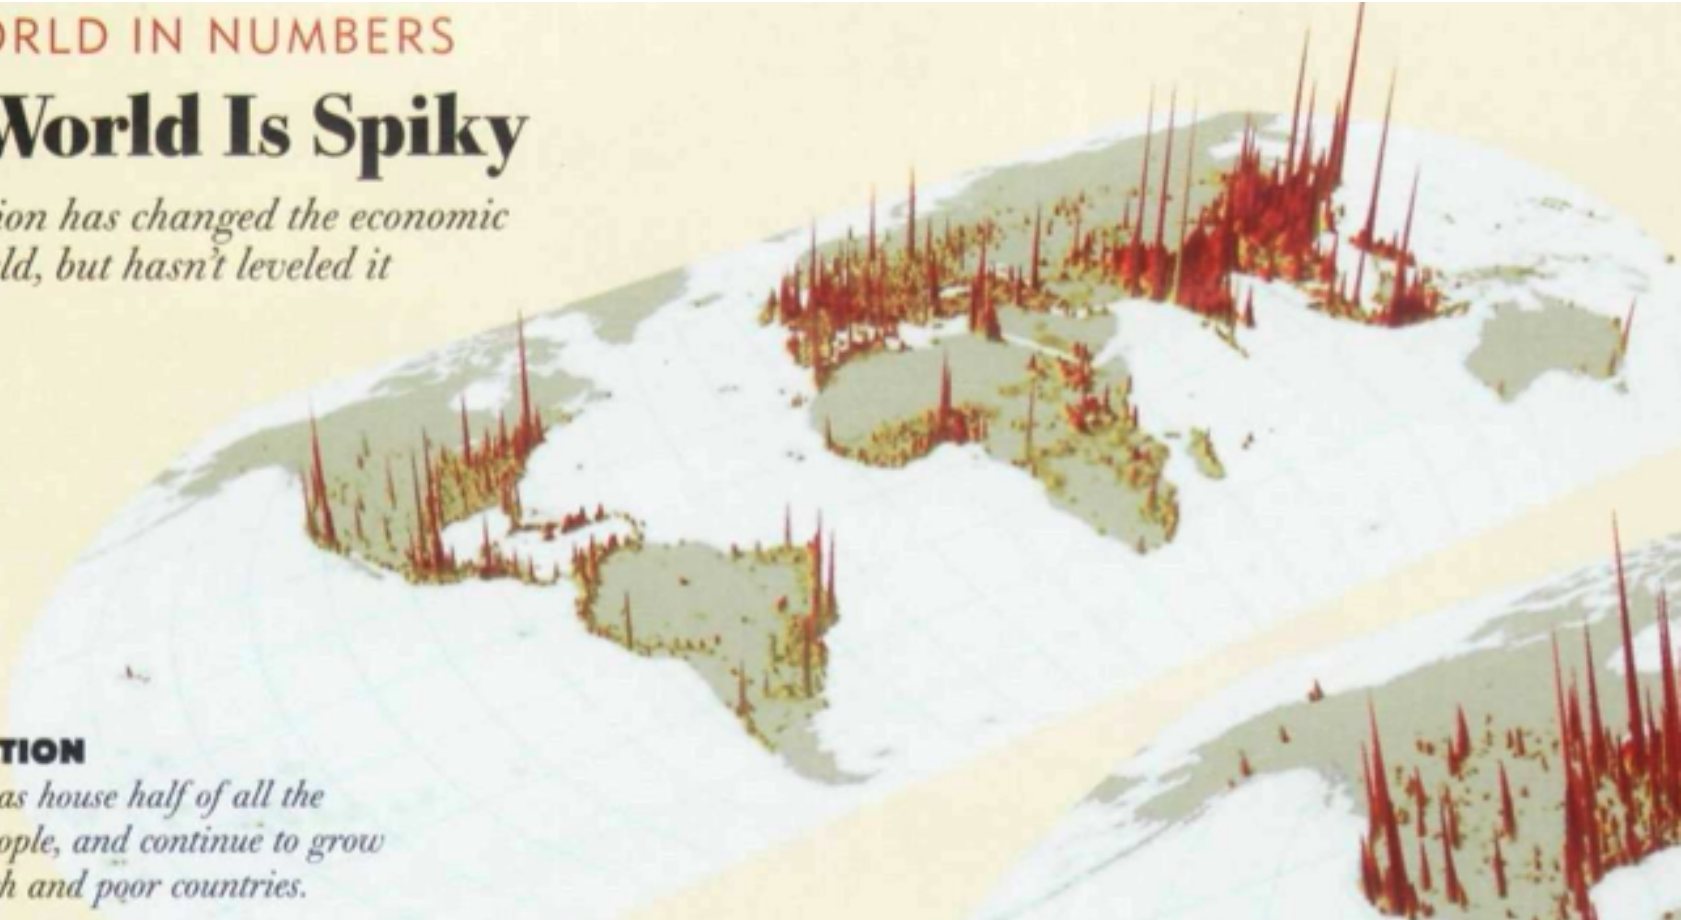 ORLD IN NUMBERS
World Is Spiky
ion has changed the economic
ld, but hasn't leveled it
TION
as house half of all the
ople, and continue to grow
h and poor countries.